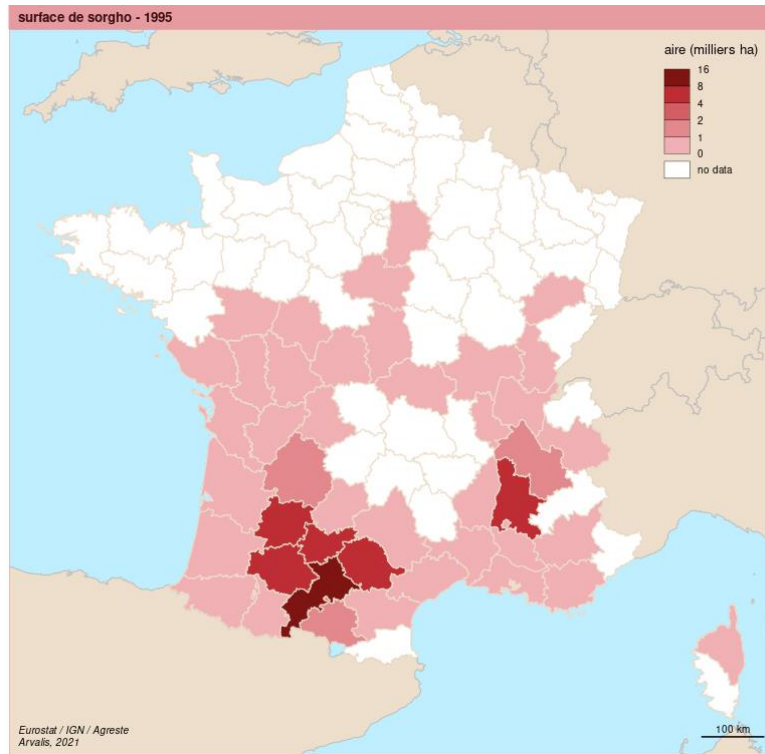 surface de sorgho - 1995
aire (milliers ha)
16
8
4
2
1
0
no data
Eurostat / IGN / Agreste
Arvalis, 2021
100 km